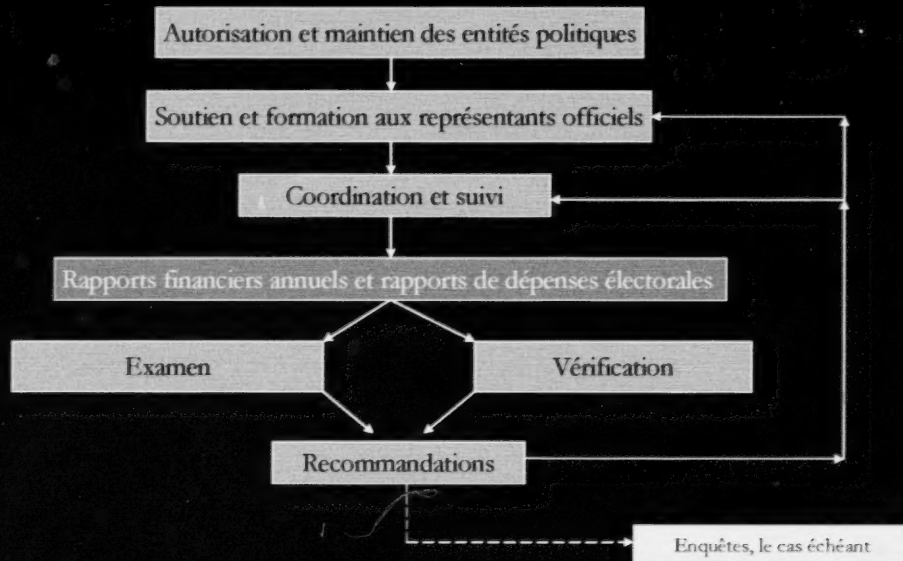 Autorisation et maintien des entités politiques
Soutien et formation aux représentants officiels
Coordination et suivi
Rapports financiers annuels et rapports de dépenses électorales
Examen
Vérification
Recommandations
Enquêtes, le cas échéant